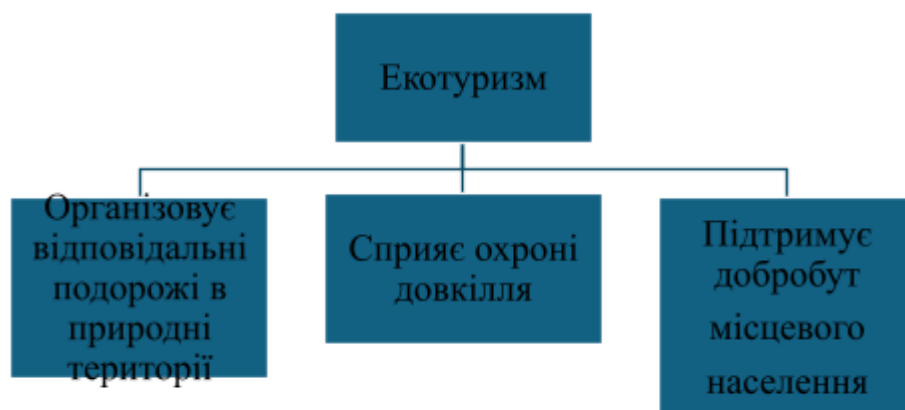 Екотуризм
Організовує
відповідальні
подорожі в
природні
території
Сприяє охороні
довкілля
Підтримує
добробут
місцевого
населення